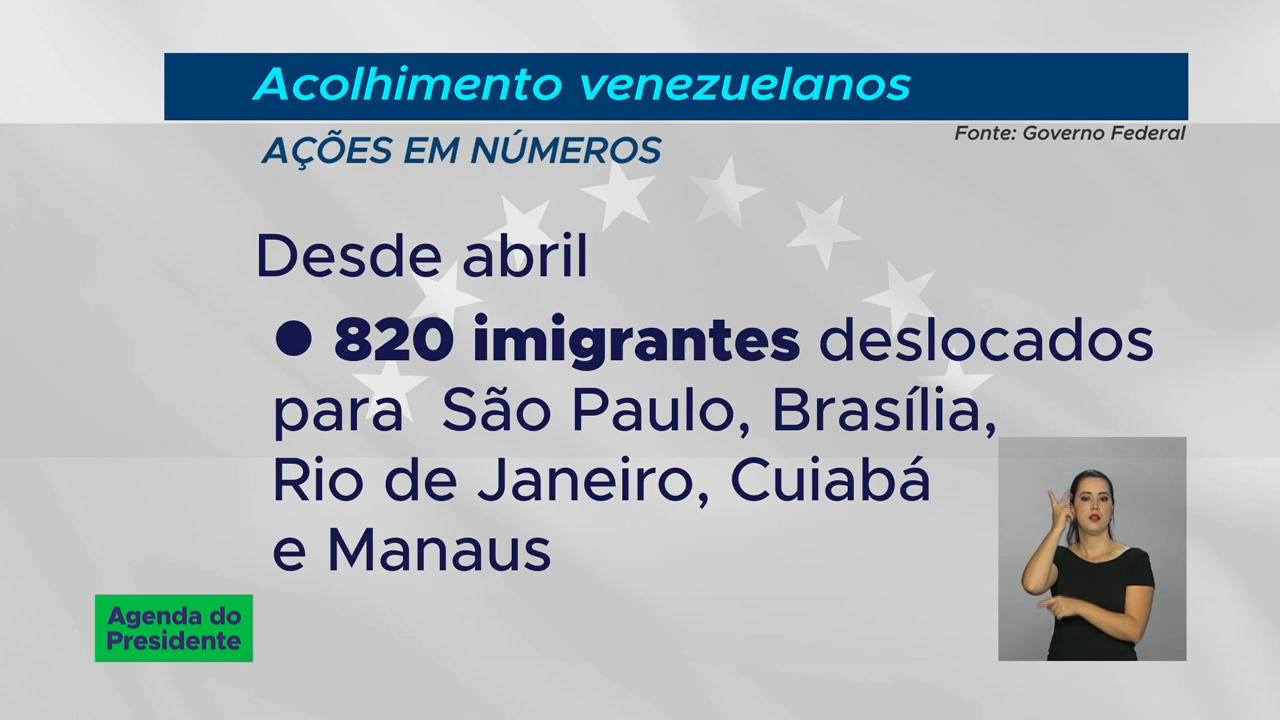 Acolhimento venezuelanos
Fonte: Governo Federal
AÇÕES EM NÚMEROS
Desde abril
● 820 imigrantes deslocados
para São Paulo, Brasília,
Rio de Janeiro, Cuiabá
e Manaus
Agenda do
Presidente